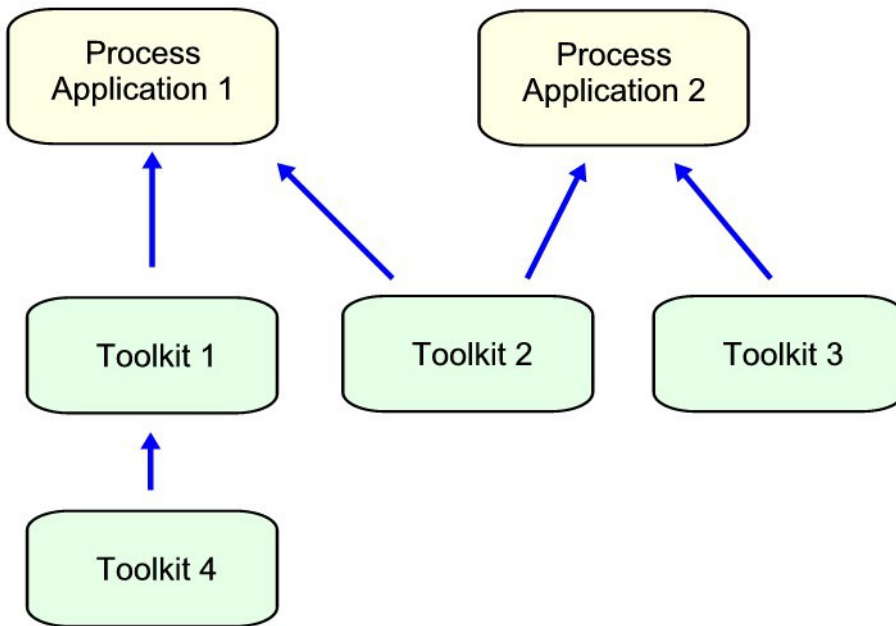 Process
Application 1
Process
Application 2
Toolkit 1
Toolkit 2
Toolkit 3
Toolkit 4